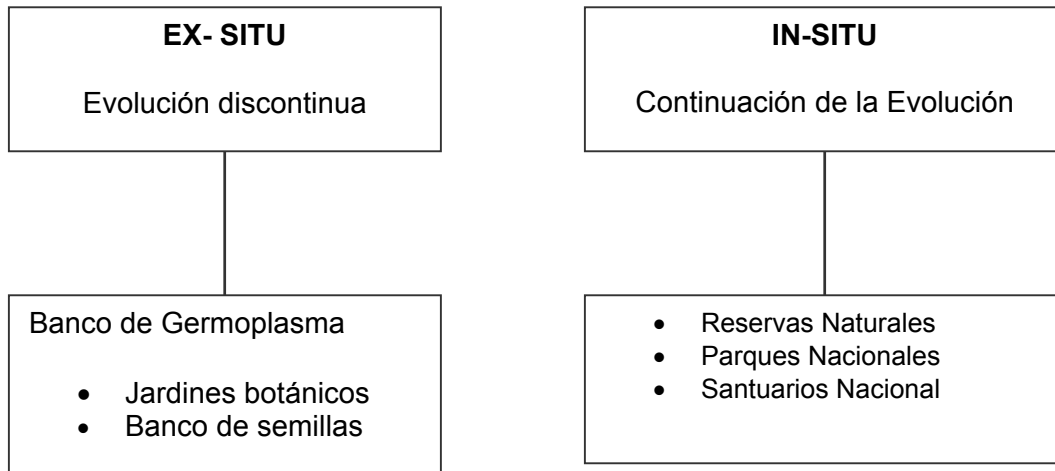 EX- SITU
Evolución discontinua
Banco de Germoplasma
• Jardines botánicos
• Banco de semillas
IN-SITU
Continuación de la Evolución
• Reservas Naturales
• Parques Nacionales
• Santuarios Nacional